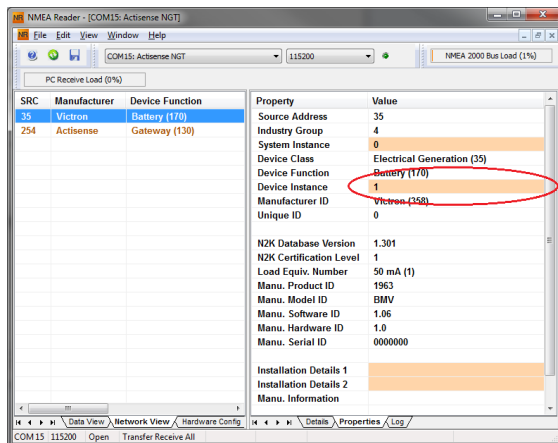 NMEA Reader - [COM15: Actisense NGT]
File Edit View Window Help
COM15: Actisense NGT 115200 NMEA 2000 Bus Load (1%)
PC Receive Load (0%)
SRC Manufacturer Device Function
35 Victron Battery (170)
254 Actisense Gateway (130)
Property Value
Source Address 35
Industry Group 4
System Instance 0
Device Class Electrical Generation (35)
Device Function Battery (170)
Device Instance 1
Manufacturer ID Victron (358)
Unique ID 0
N2K Database Version 1.301
N2K Certification Level 1
Load Equiv. Number 50 mA (1)
Manu. Product ID 1963
Manu. Model ID BMV
Manu. Software ID 1.06
Manu. Hardware ID 1.0
Manu. Serial ID 0000000
Installation Details 1
Installation Details 2
Manu. Information
Data View Network View Hardware Config
Details Properties Log
COM 15 115200 Open Transfer Receive All